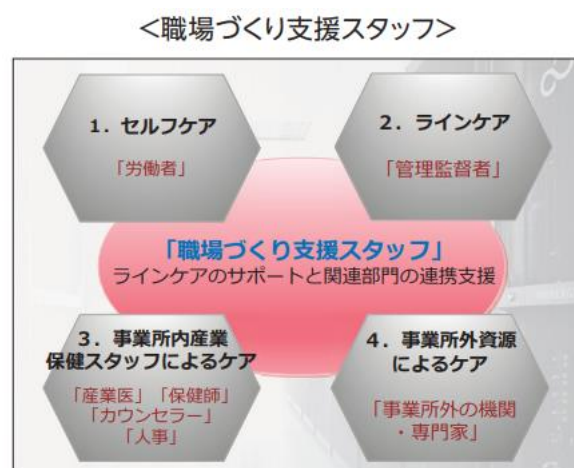 <職場づくり支援スタッフ>
1．セルフケア
「労働者」
2．ラインケア
「管理監督者」
「職場づくり支援スタッフ」
ラインケアのサポートと関連部門の連携支援
3．事業所内産業
保健スタッフによるケア
「産業医」「保健師」
「カウンセラー」
「人事」
4．事業所外資源
によるケア
「事業所外の機関
・専門家」